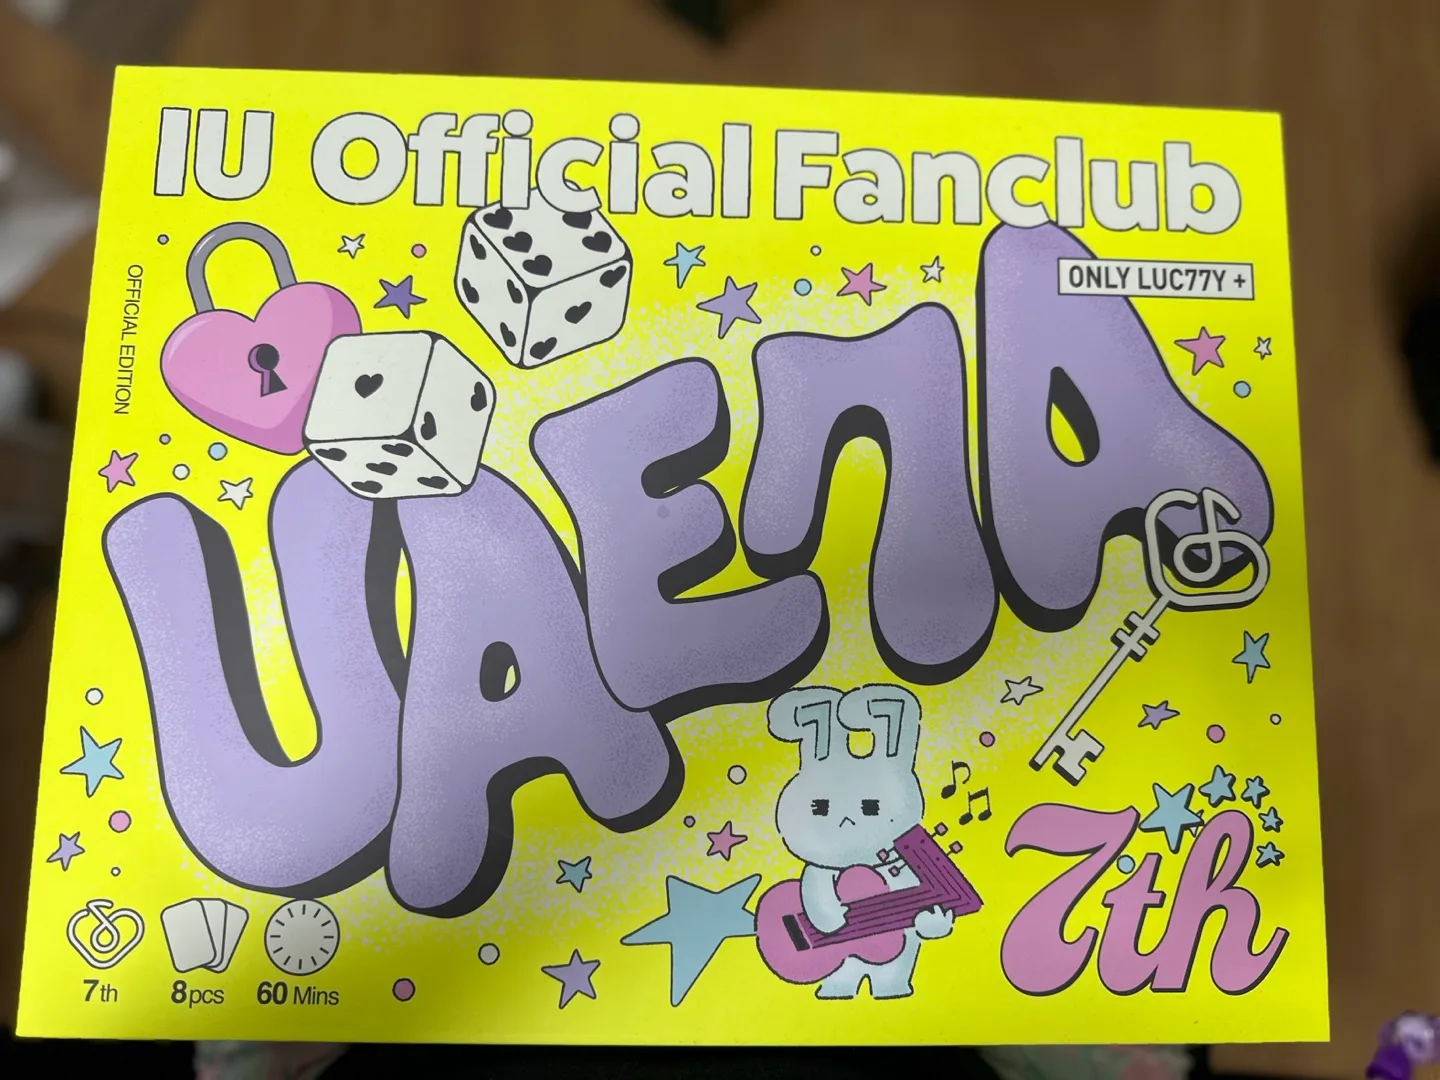 IU Official Fanclub
OFFICIAL EDITION
ONLY LUC77Y +
UAENA
7th
7th
8pcs
60 Mins